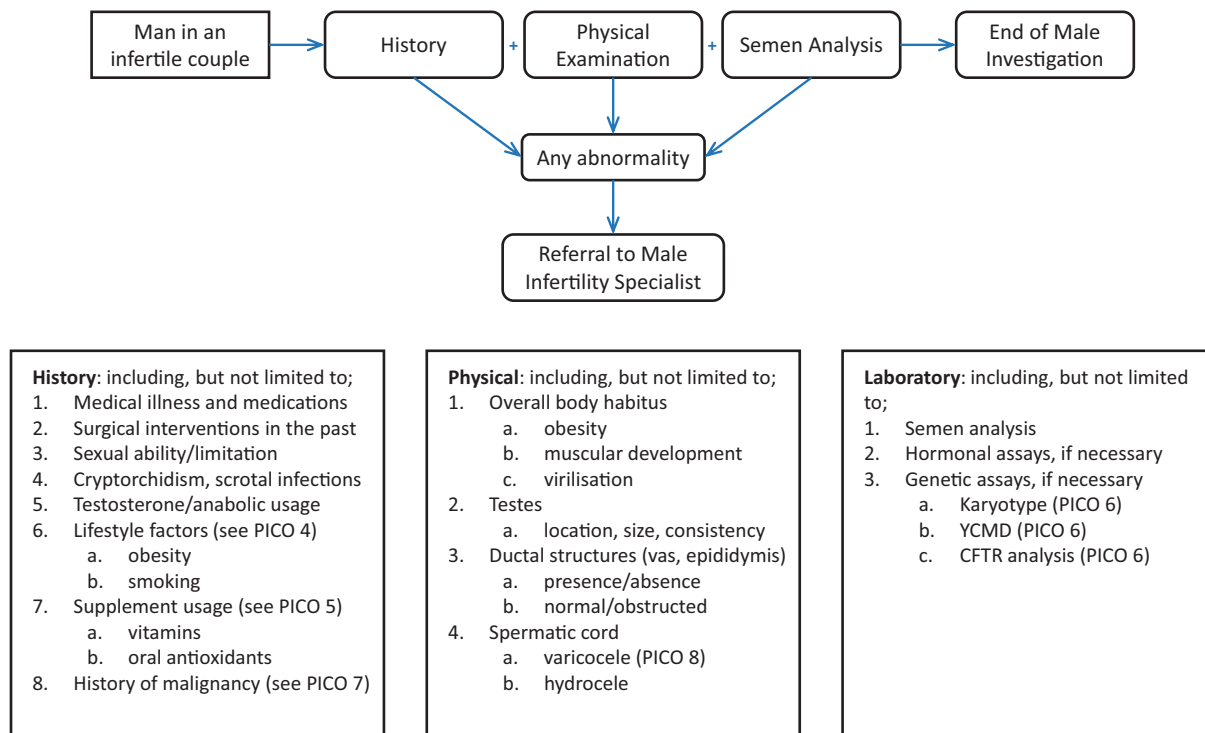 Man in an
infertile couple
History
+
Physical
Examination
+
Semen Analysis
End of Male
Investigation
Any abnormality
Referral to Male
Infertility Specialist
History: including, but not limited to;
1. Medical illness and medications
2. Surgical interventions in the past
3. Sexual ability/limitation
4. Cryptorchidism, scrotal infections
5. Testosterone/anabolic usage
6. Lifestyle factors (see PICO 4)
a. obesity
b. smoking
7. Supplement usage (see PICO 5)
a. vitamins
b. oral antioxidants
8. History of malignancy (see PICO 7)
Physical: including, but not limited to;
1. Overall body habitus
a. obesity
b. muscular development
c. virilisation
2. Testes
a. location, size, consistency
3. Ductal structures (vas, epididymis)
a. presence/absence
b. normal/obstructed
4. Spermatic cord
a. varicocele (PICO 8)
b. hydrocele
Laboratory: including, but not limited
to;
1. Semen analysis
2. Hormonal assays, if necessary
3. Genetic assays, if necessary
a. Karyotype (PICO 6)
b. YCMD (PICO 6)
c. CFTR analysis (PICO 6)